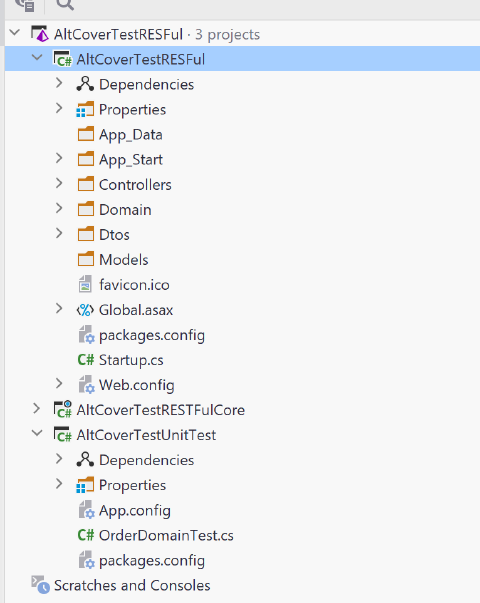 AltCoverTestRESFul · 3 projects
C# AltCoverTestRESFul
Dependencies
Properties
App_Data
App_Start
Controllers
Domain
Dtos
Models
favicon.ico
Global.asax
packages.config
C# Startup.cs
Web.config
C# AltCoverTestRESTFulCore
C# AltCoverTestUnitTest
Dependencies
Properties
App.config
C# OrderDomainTest.cs
packages.config
Scratches and Consoles